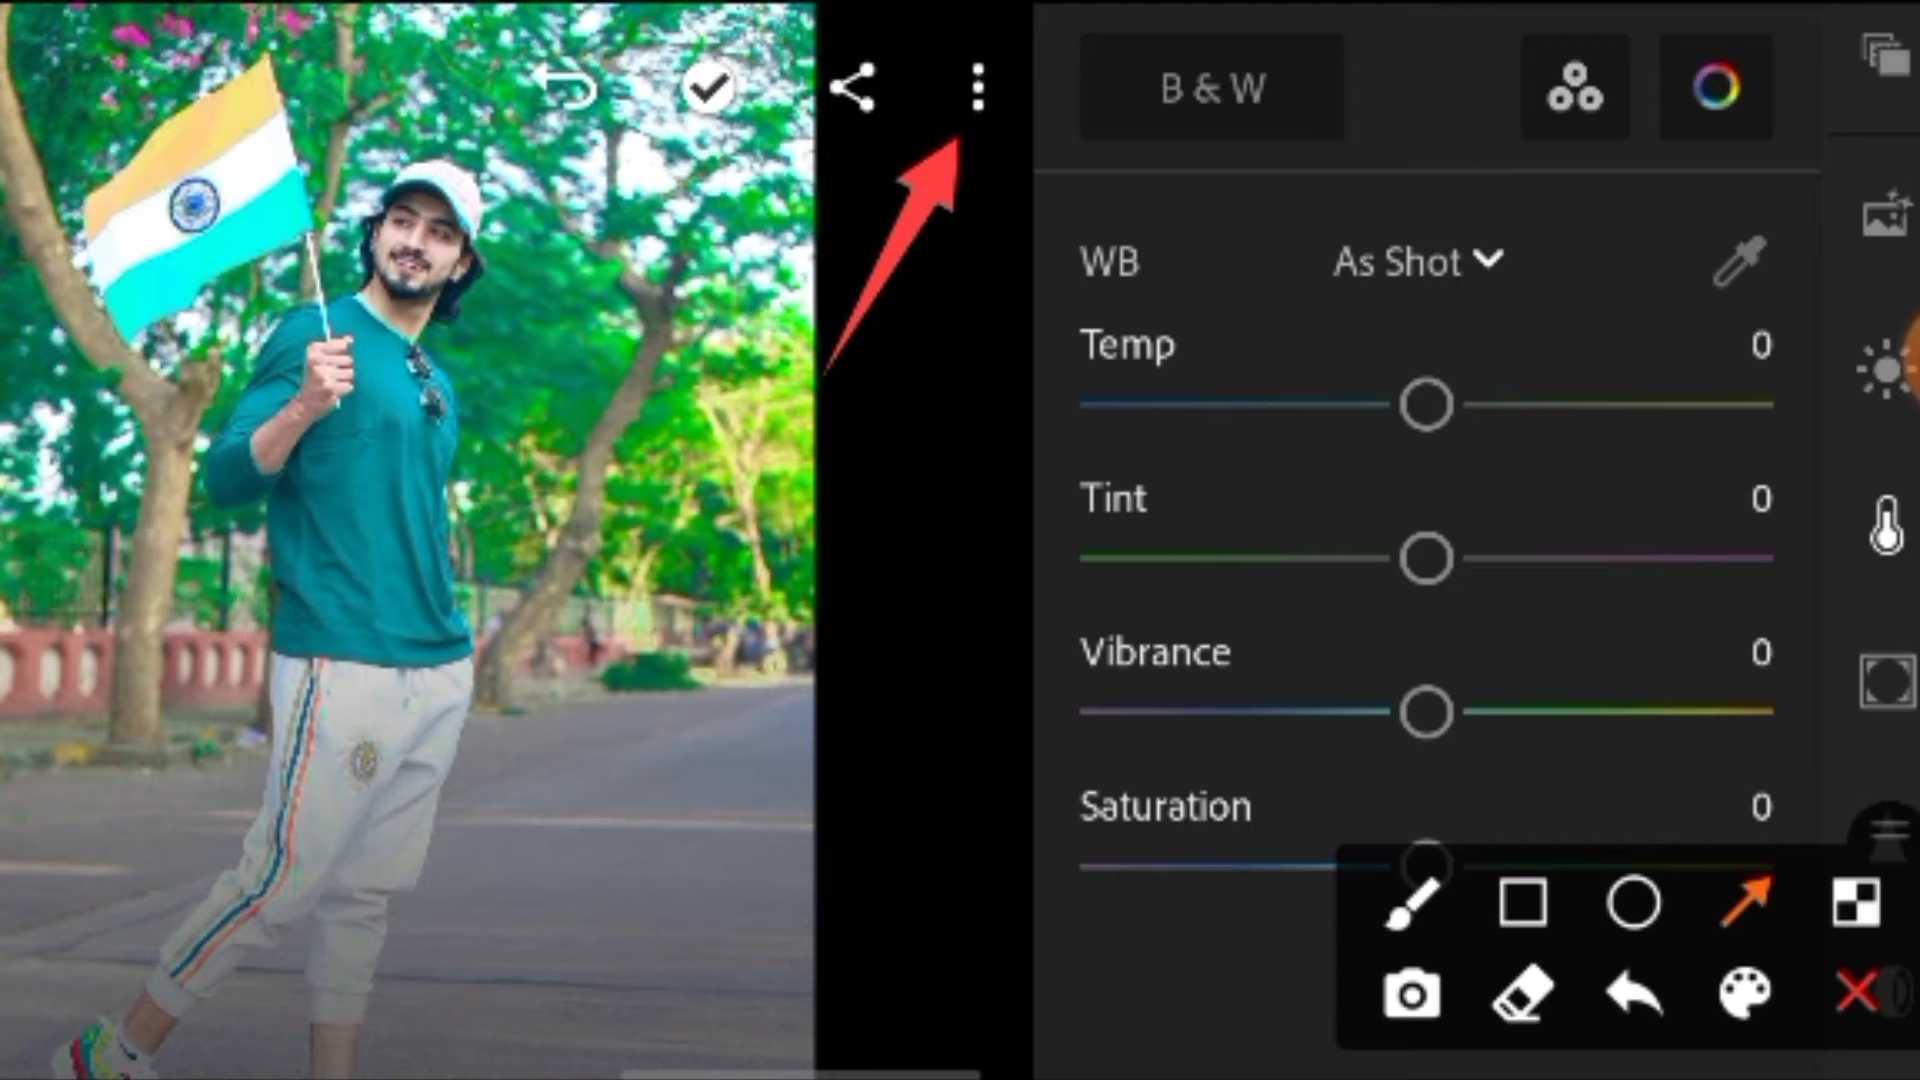 B & W
WB
As Shot
Temp
0
Tint
0
Vibrance
0
Saturation
0